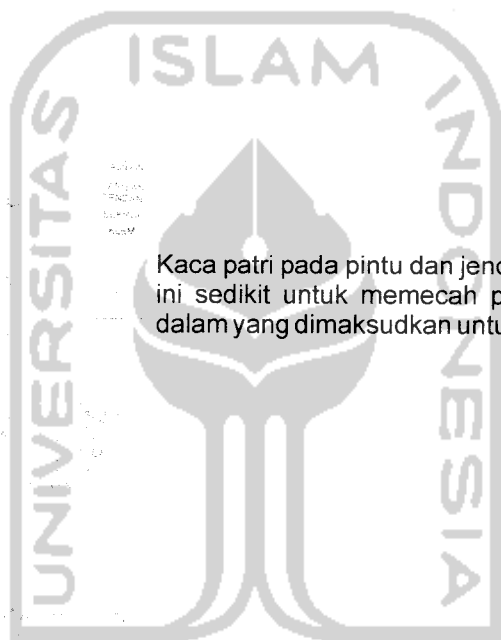 ISLAM
UNIVERSITAS
INDONESIA
Kaca patri pada pintu dan jend
ini sedikit untuk memecah p
dalam yang dimaksudkan untu